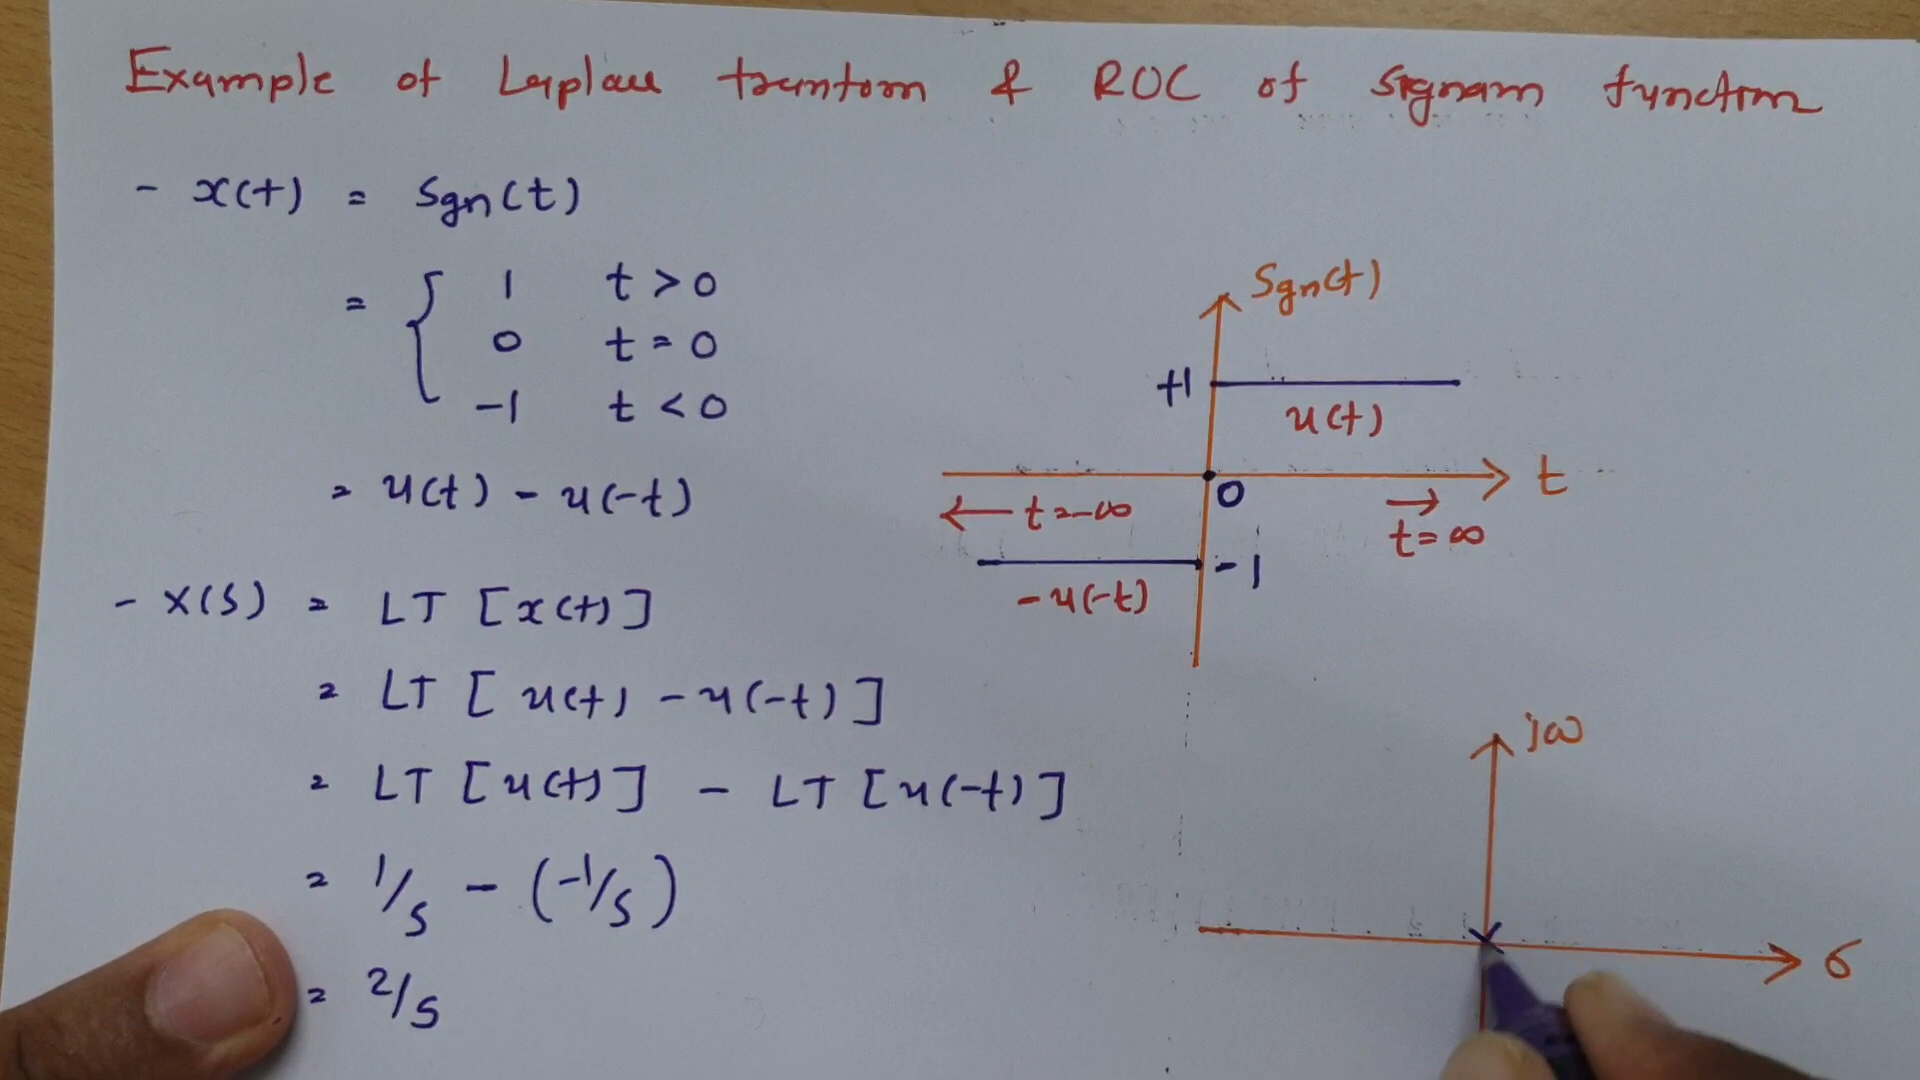 Example of Laplace transform & ROC of signum function
- x(t) = Sgn(t)
= { 1 t > 0
0 t = 0
-1 t < 0
= u(t) - u(-t)
- X(s) = LT [x(t)]
= LT [u(t) - u(-t)]
= LT [u(t)] - LT [u(-t)]
= 1/s - (-1/s)
= 2/s
Sgn(t)
+1
u(t)
t
0
t=-∞
t=∞
-1
-u(-t)
jω
σ